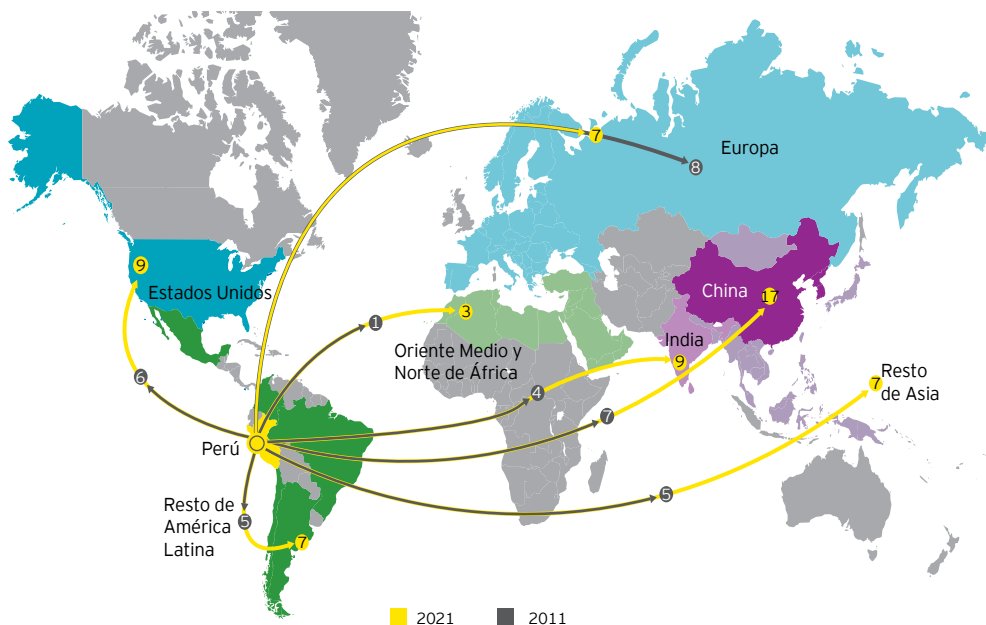 7
8
Europa
9
Estados Unidos
China
17
1
3
India
9
Oriente Medio y
Norte de África
6
4
7
7
Resto
de Asia
Perú
5
Resto de
América
Latina
5
7
2021
2011